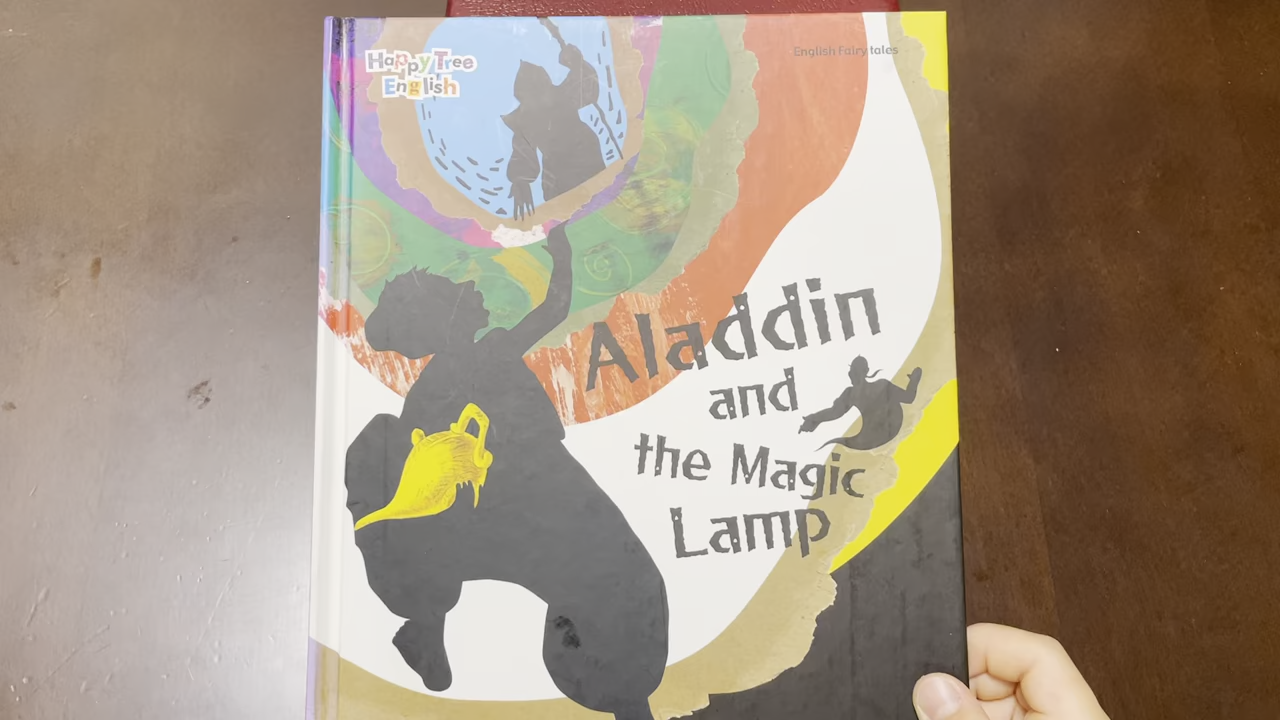 Happy Tree
English
English Fairy tales
Aladdin
and
the Magic
Lamp